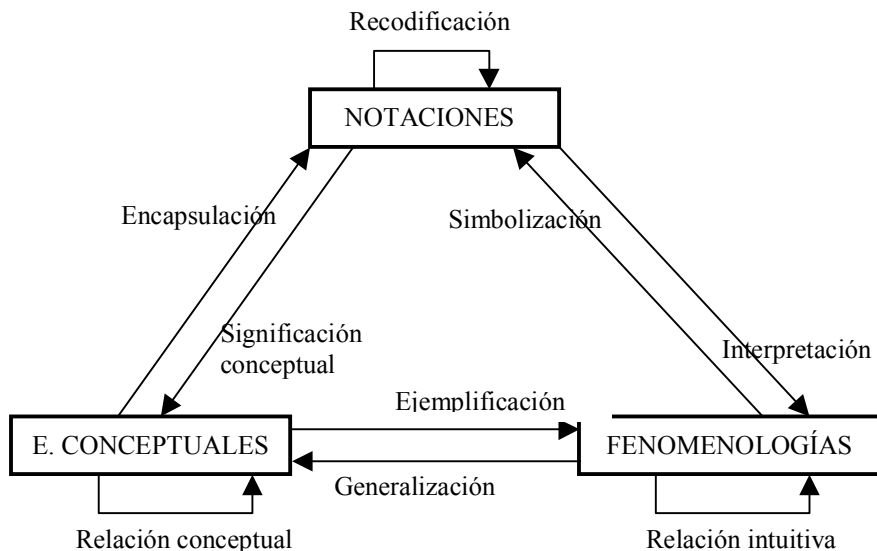 Recodificación
NOTACIONES
Encapsulación
Simbolización
Significación
conceptual
Interpretación
Ejemplificación
E. CONCEPTUALES
FENOMENOLOGÍAS
Generalización
Relación conceptual
Relación intuitiva